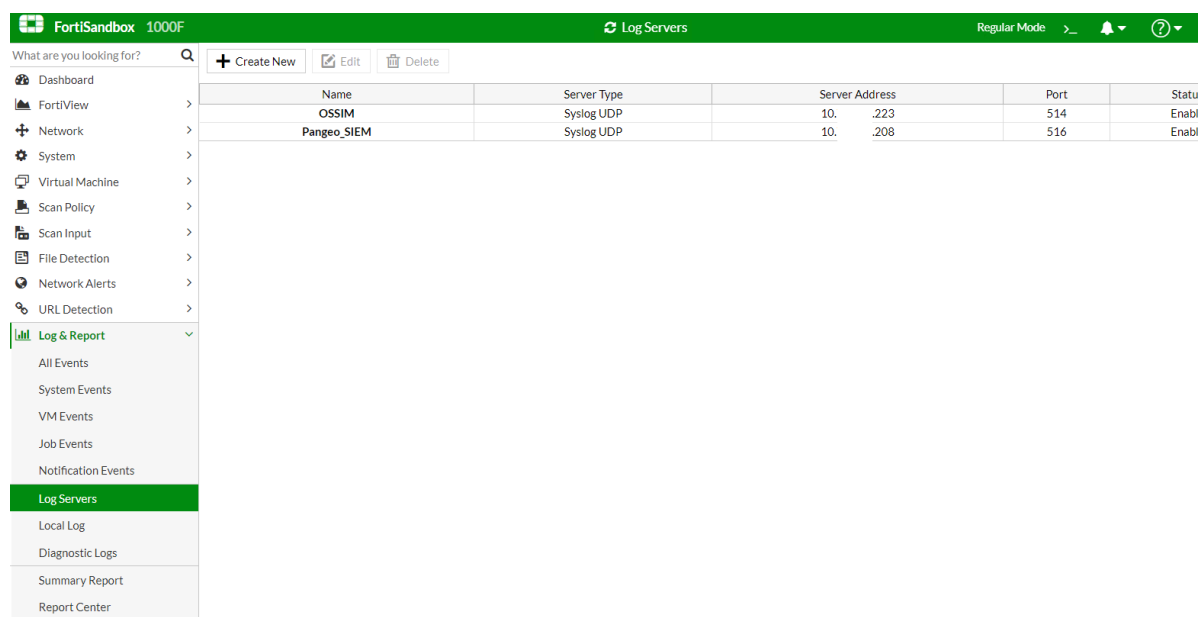 FortiSandbox 1000F
Log Servers
Regular Mode >_
What are you looking for?
Create New Edit Delete
Dashboard
FortiView
Network
System
Virtual Machine
Scan Policy
Scan Input
File Detection
Network Alerts
URL Detection
Log & Report
All Events
System Events
VM Events
Job Events
Notification Events
Log Servers
Local Log
Diagnostic Logs
Summary Report
Report Center
Name Server Type Server Address Port Statu
OSSIM Syslog UDP 10. .223 514 Enabl
Pangeo_SIEM Syslog UDP 10. .208 516 Enabl